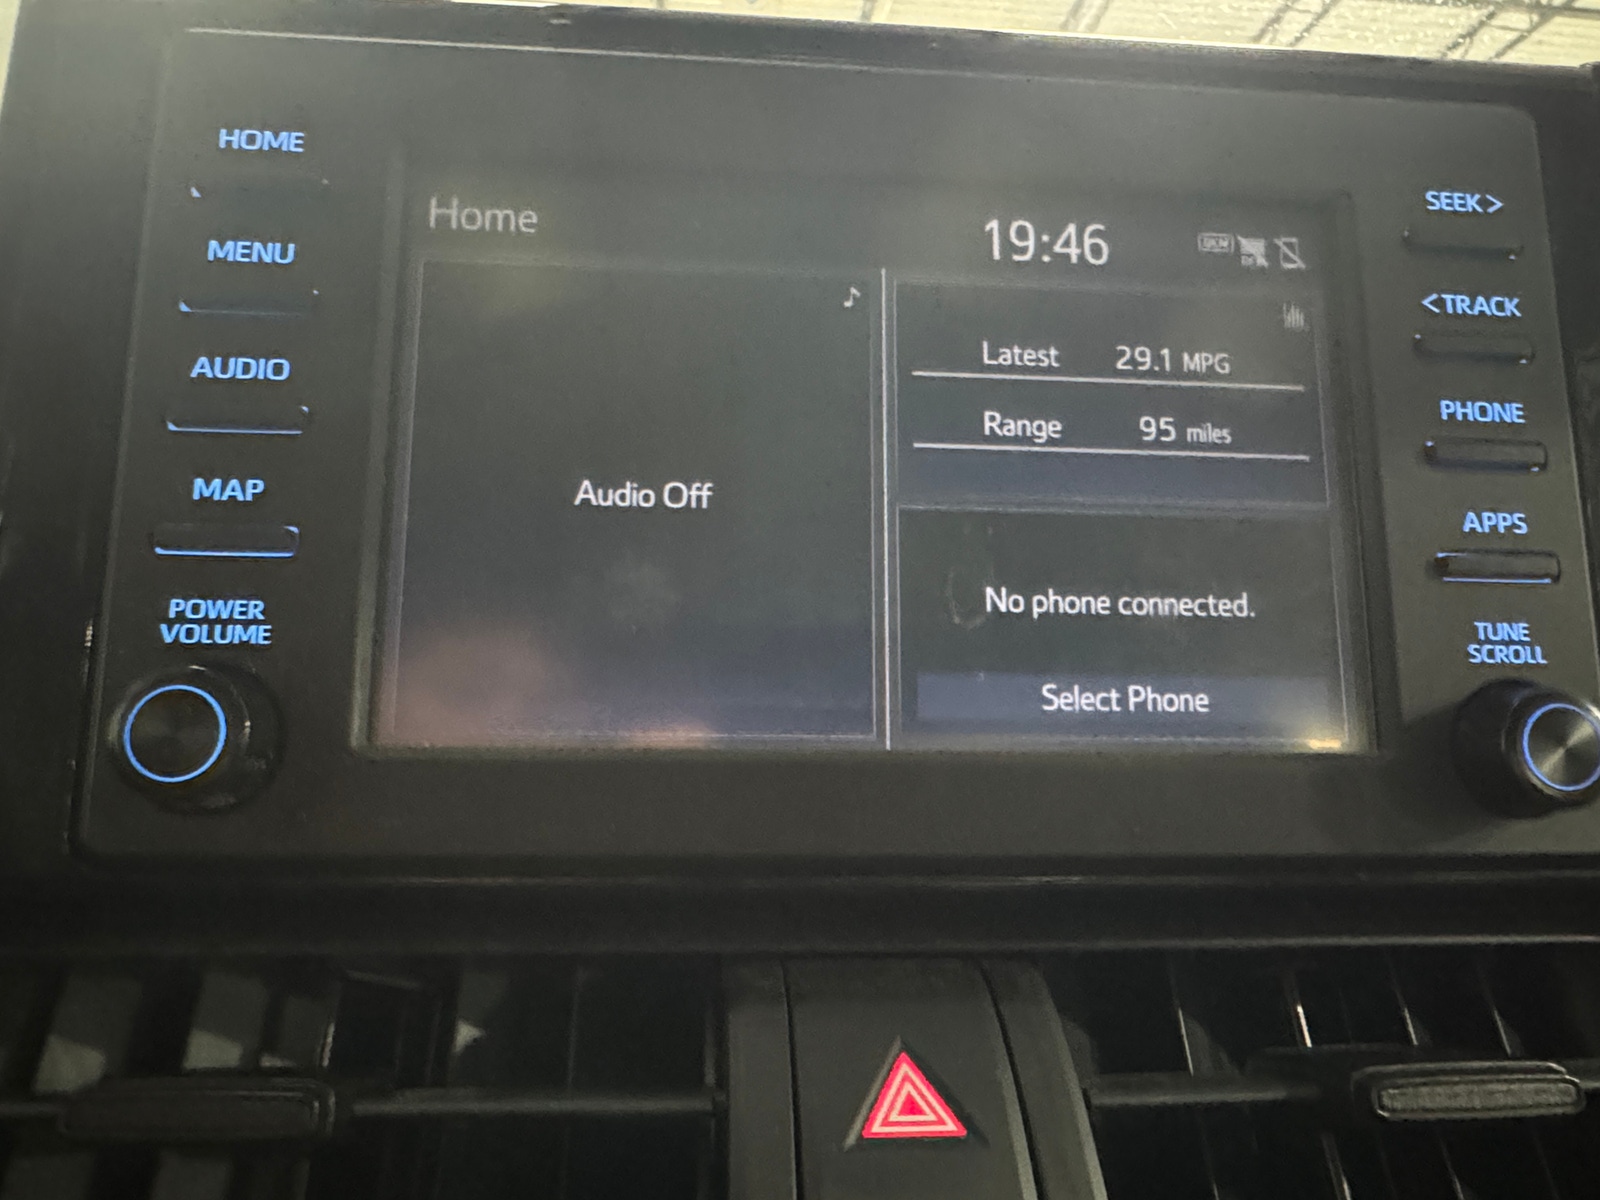 HOME
MENU
AUDIO
MAP
POWER
VOLUME
Home
19:46
Audio Off
Latest 29.1 MPG
Range 95 miles
No phone connected.
Select Phone
SEEK>
<TRACK
PHONE
APPS
TUNE
SCROLL